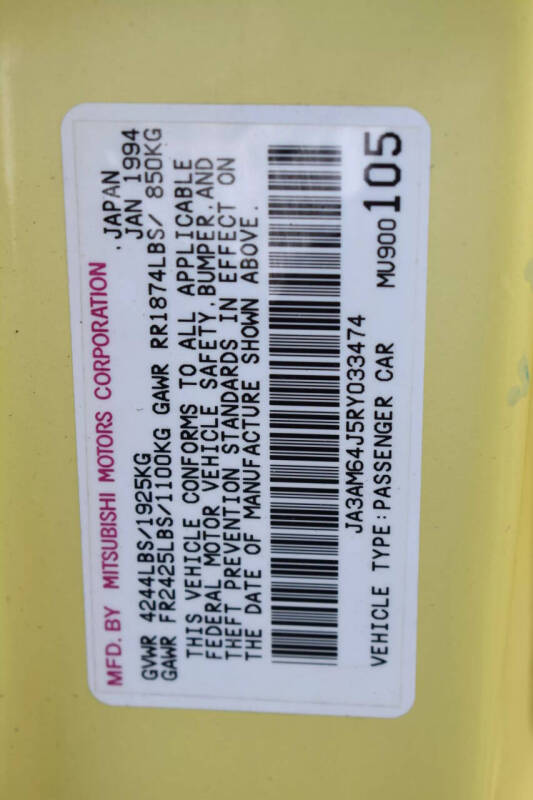 MFD. BY MITSUBISHI MOTORS CORPORATION , JAPAN
GVWR 4244LBS/1925KG JAN 1994
GAWR FR2425LBS/1100KG GAWR RR1874LBS/ 850KG
THIS VEHICLE CONFORMS TO ALL APPLICABLE
FEDERAL MOTOR VEHICLE SAFETY,BUMPER,AND
THEFT PREVENTION STANDARDS IN EFFECT ON
THE DATE OF MANUFACTURE SHOWN ABOVE.
JA3AM64J5RY033474
VEHICLE TYPE:PASSENGER CAR MU900105